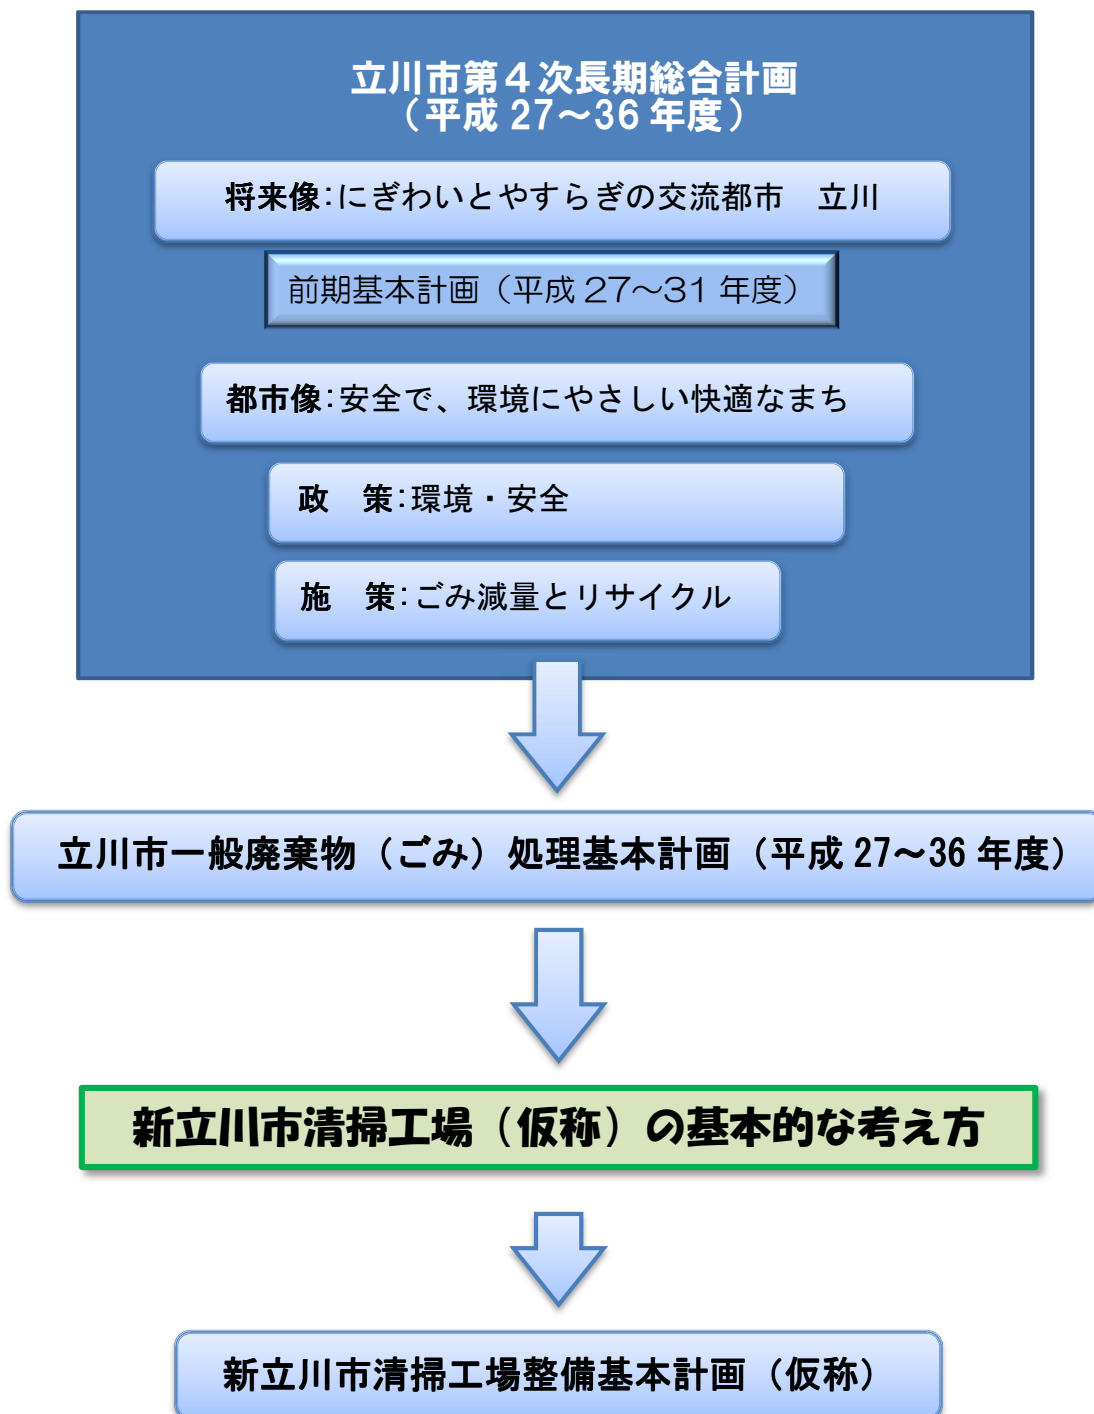 立川市第４次長期総合計画
（平成 27～36 年度）
将来像：にぎわいとやすらぎの交流都市　立川
前期基本計画（平成 27～31 年度）
都市像：安全で、環境にやさしい快適なまち
政　策：環境・安全
施　策：ごみ減量とリサイクル
立川市一般廃棄物（ごみ）処理基本計画（平成 27～36 年度）
新立川市清掃工場（仮称）の基本的な考え方
新立川市清掃工場整備基本計画（仮称）